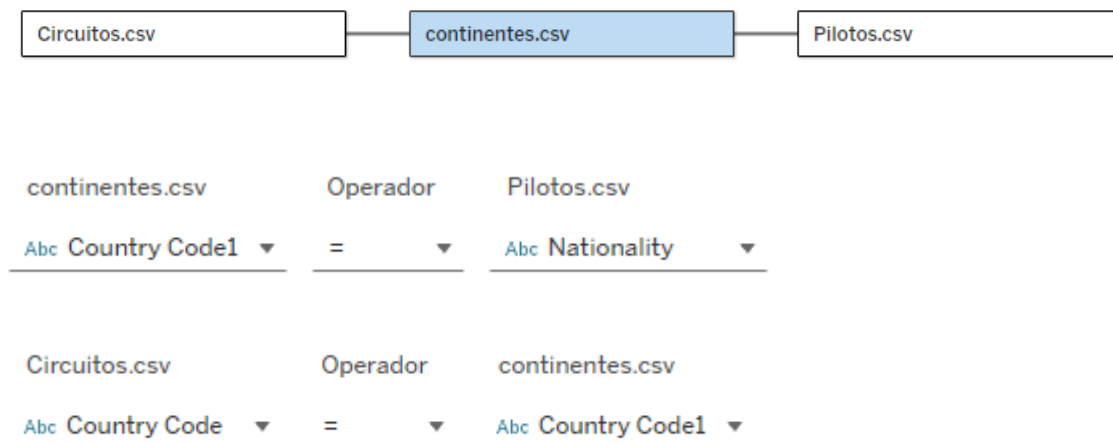 Circuitos.csv continentes.csv Pilotos.csv
continentes.csv Operador Pilotos.csv
Abc Country Code1 = Abc Nationality
Circuitos.csv Operador continentes.csv
Abc Country Code = Abc Country Code1